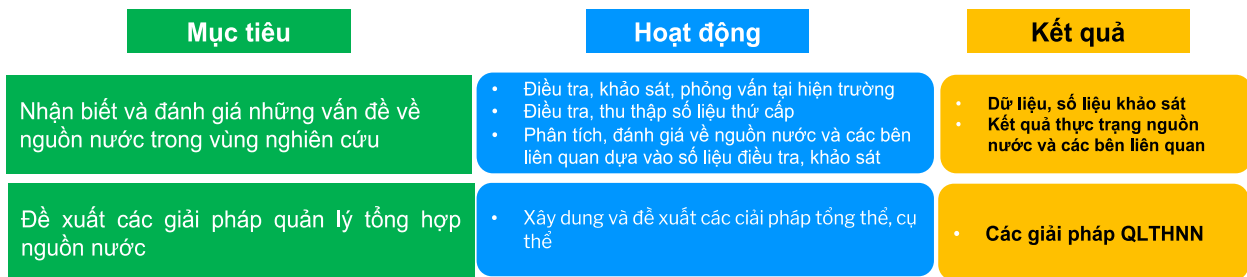 Mục tiêu
Hoạt động
Kết quả
Nhận biết và đánh giá những vấn đề về
nguồn nước trong vùng nghiên cứu
• Điều tra, khảo sát, phỏng vấn tại hiện trường
• Điều tra, thu thập số liệu thứ cấp
• Phân tích, đánh giá về nguồn nước và các bên
liên quan dựa vào số liệu điều tra, khảo sát
• Dữ liệu, số liệu khảo sát
• Kết quả thực trạng nguồn
nước và các bên liên quan
Đề xuất các giải pháp quản lý tổng hợp
nguồn nước
• Xây dung và đề xuất các ciải pháp tổng thể, cụ
thể
• Các giải pháp QLTHNN